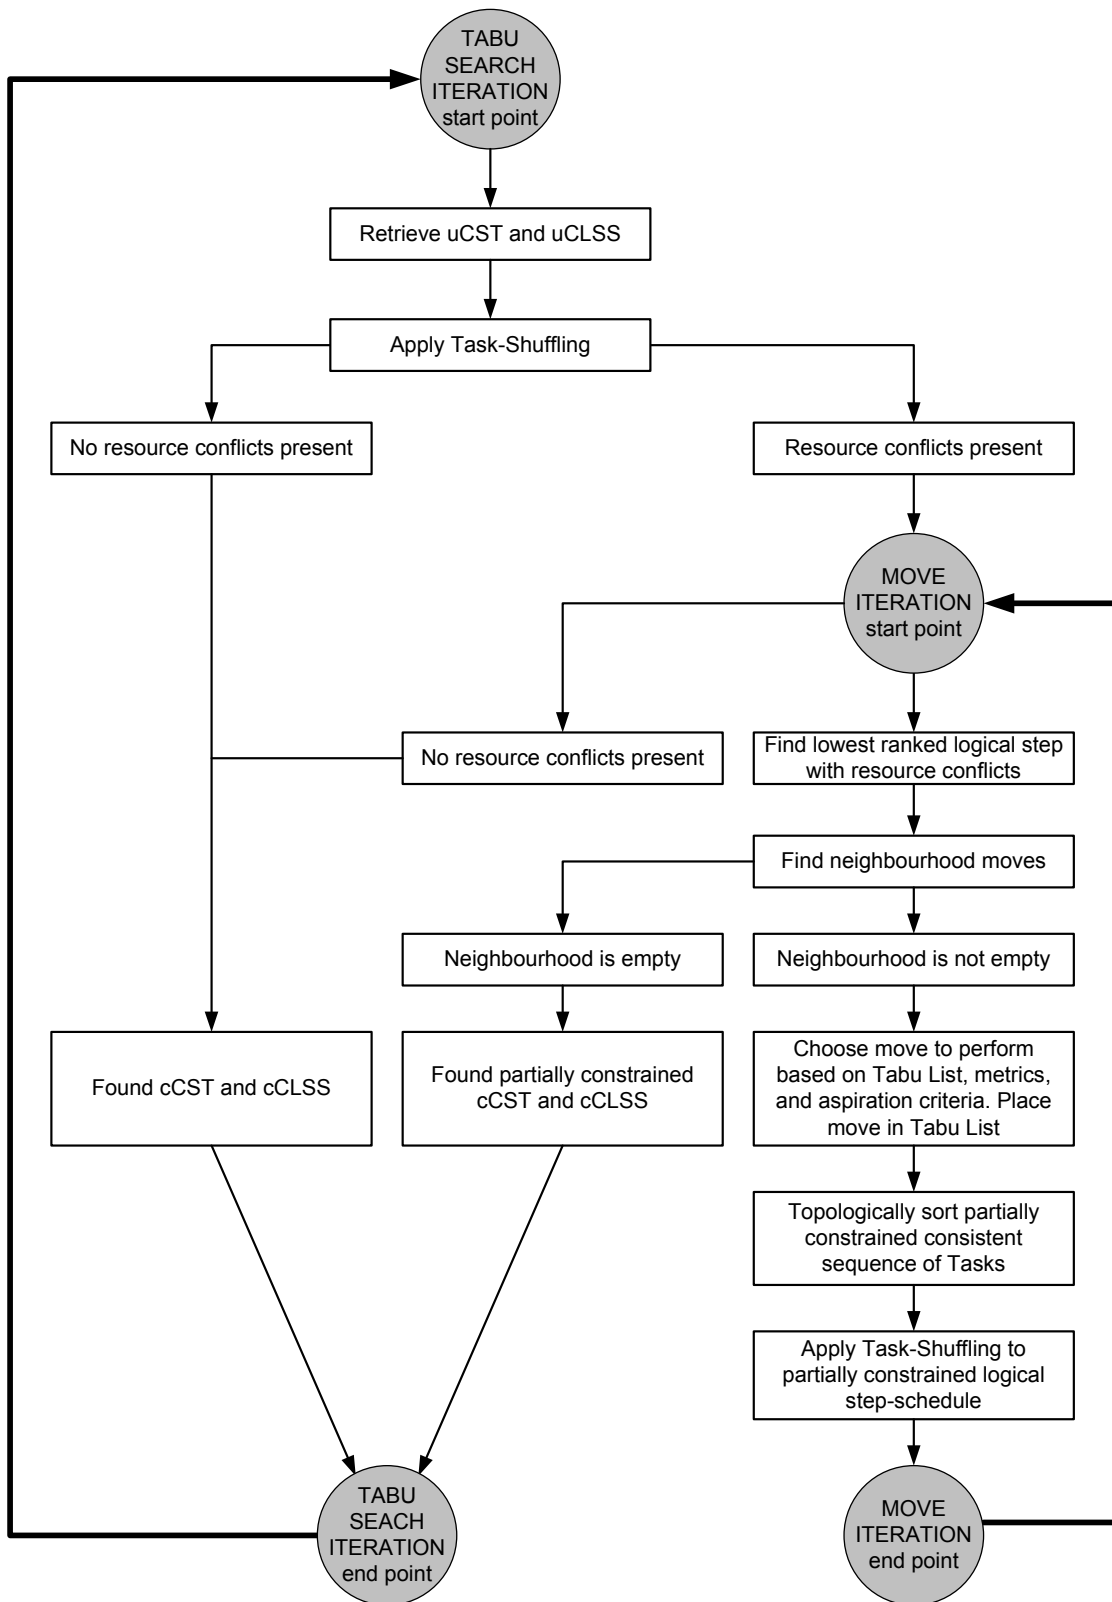 TABU
SEARCH
ITERATION
start point
Retrieve uCST and uCLSS
Apply Task-Shuffling
No resource conflicts present
Resource conflicts present
MOVE
ITERATION
start point
No resource conflicts present
Find lowest ranked logical step
with resource conflicts
Find neighbourhood moves
Neighbourhood is empty
Neighbourhood is not empty
Found cCST and cCLSS
Found partially constrained
cCST and cCLSS
Choose move to perform
based on Tabu List, metrics,
and aspiration criteria. Place
move in Tabu List
Topologically sort partially
constrained consistent
sequence of Tasks
Apply Task-Shuffling to
partially constrained logical
step-schedule
TABU
SEACH
ITERATION
end point
MOVE
ITERATION
end point